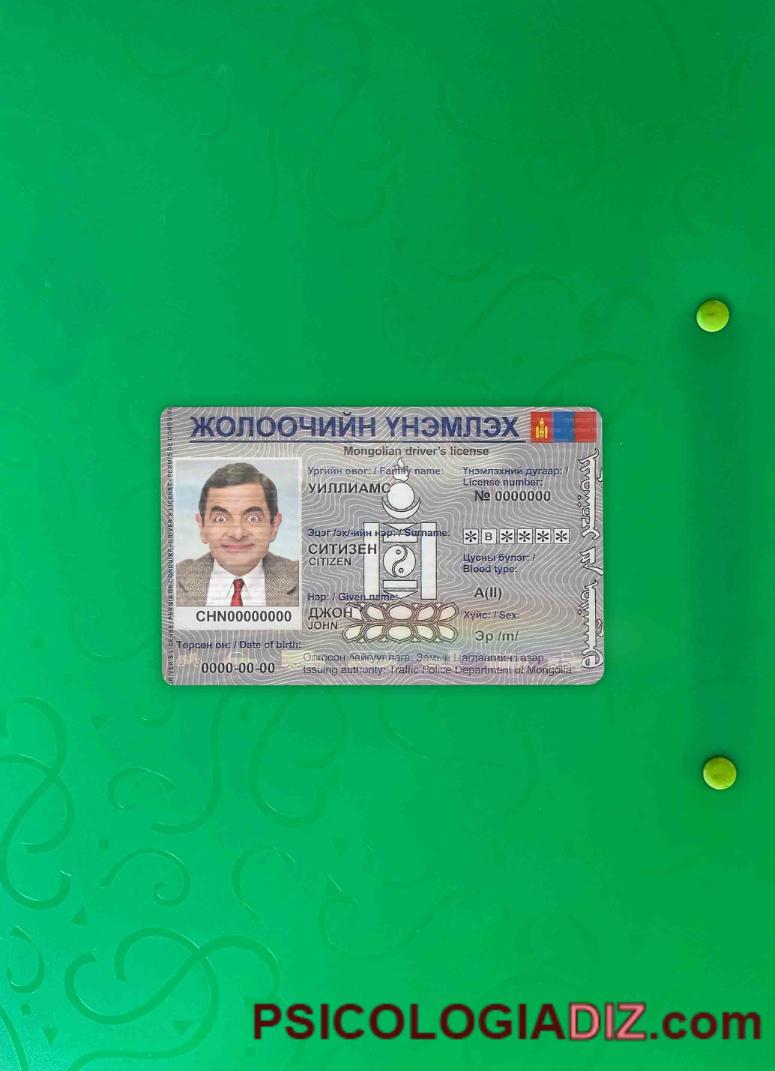 ЖОЛООЧИЙН ҮНЭМЛЭХ
Mongolian driver's license
Ургийн овог: / Family name:
УИЛЛИАМС
Үнэмлэхний дугаар: /
License number:
№ 0000000
Эцэг /эх/-ийн нэр: / Surname:
СИТИЗЕН
CITIZEN
* B * * * * *
Цусны бүлэг: /
Blood type:
A(II)
Нэр: / Given name:
ДЖОН
JOHN
Хүйс: / Sex:
Эр /m/
CHN00000000
Төрсөн он: / Date of birth:
0000-00-00
Олгосон байгууллага: Замын Цагдаагийн газар
Issuing authority: Traffic Police Department of Mongolia
PSICOLOGIADIZ.com